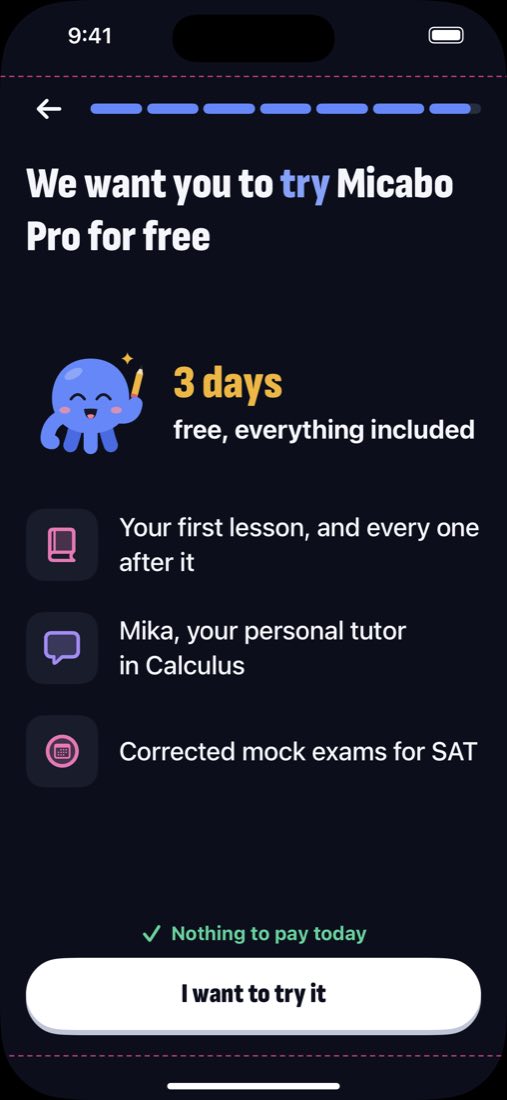 9:41
We want you to try Micabo
Pro for free
3 days
free, everything included
Your first lesson, and every one
after it
Mika, your personal tutor
in Calculus
Corrected mock exams for SAT
Nothing to pay today
I want to try it